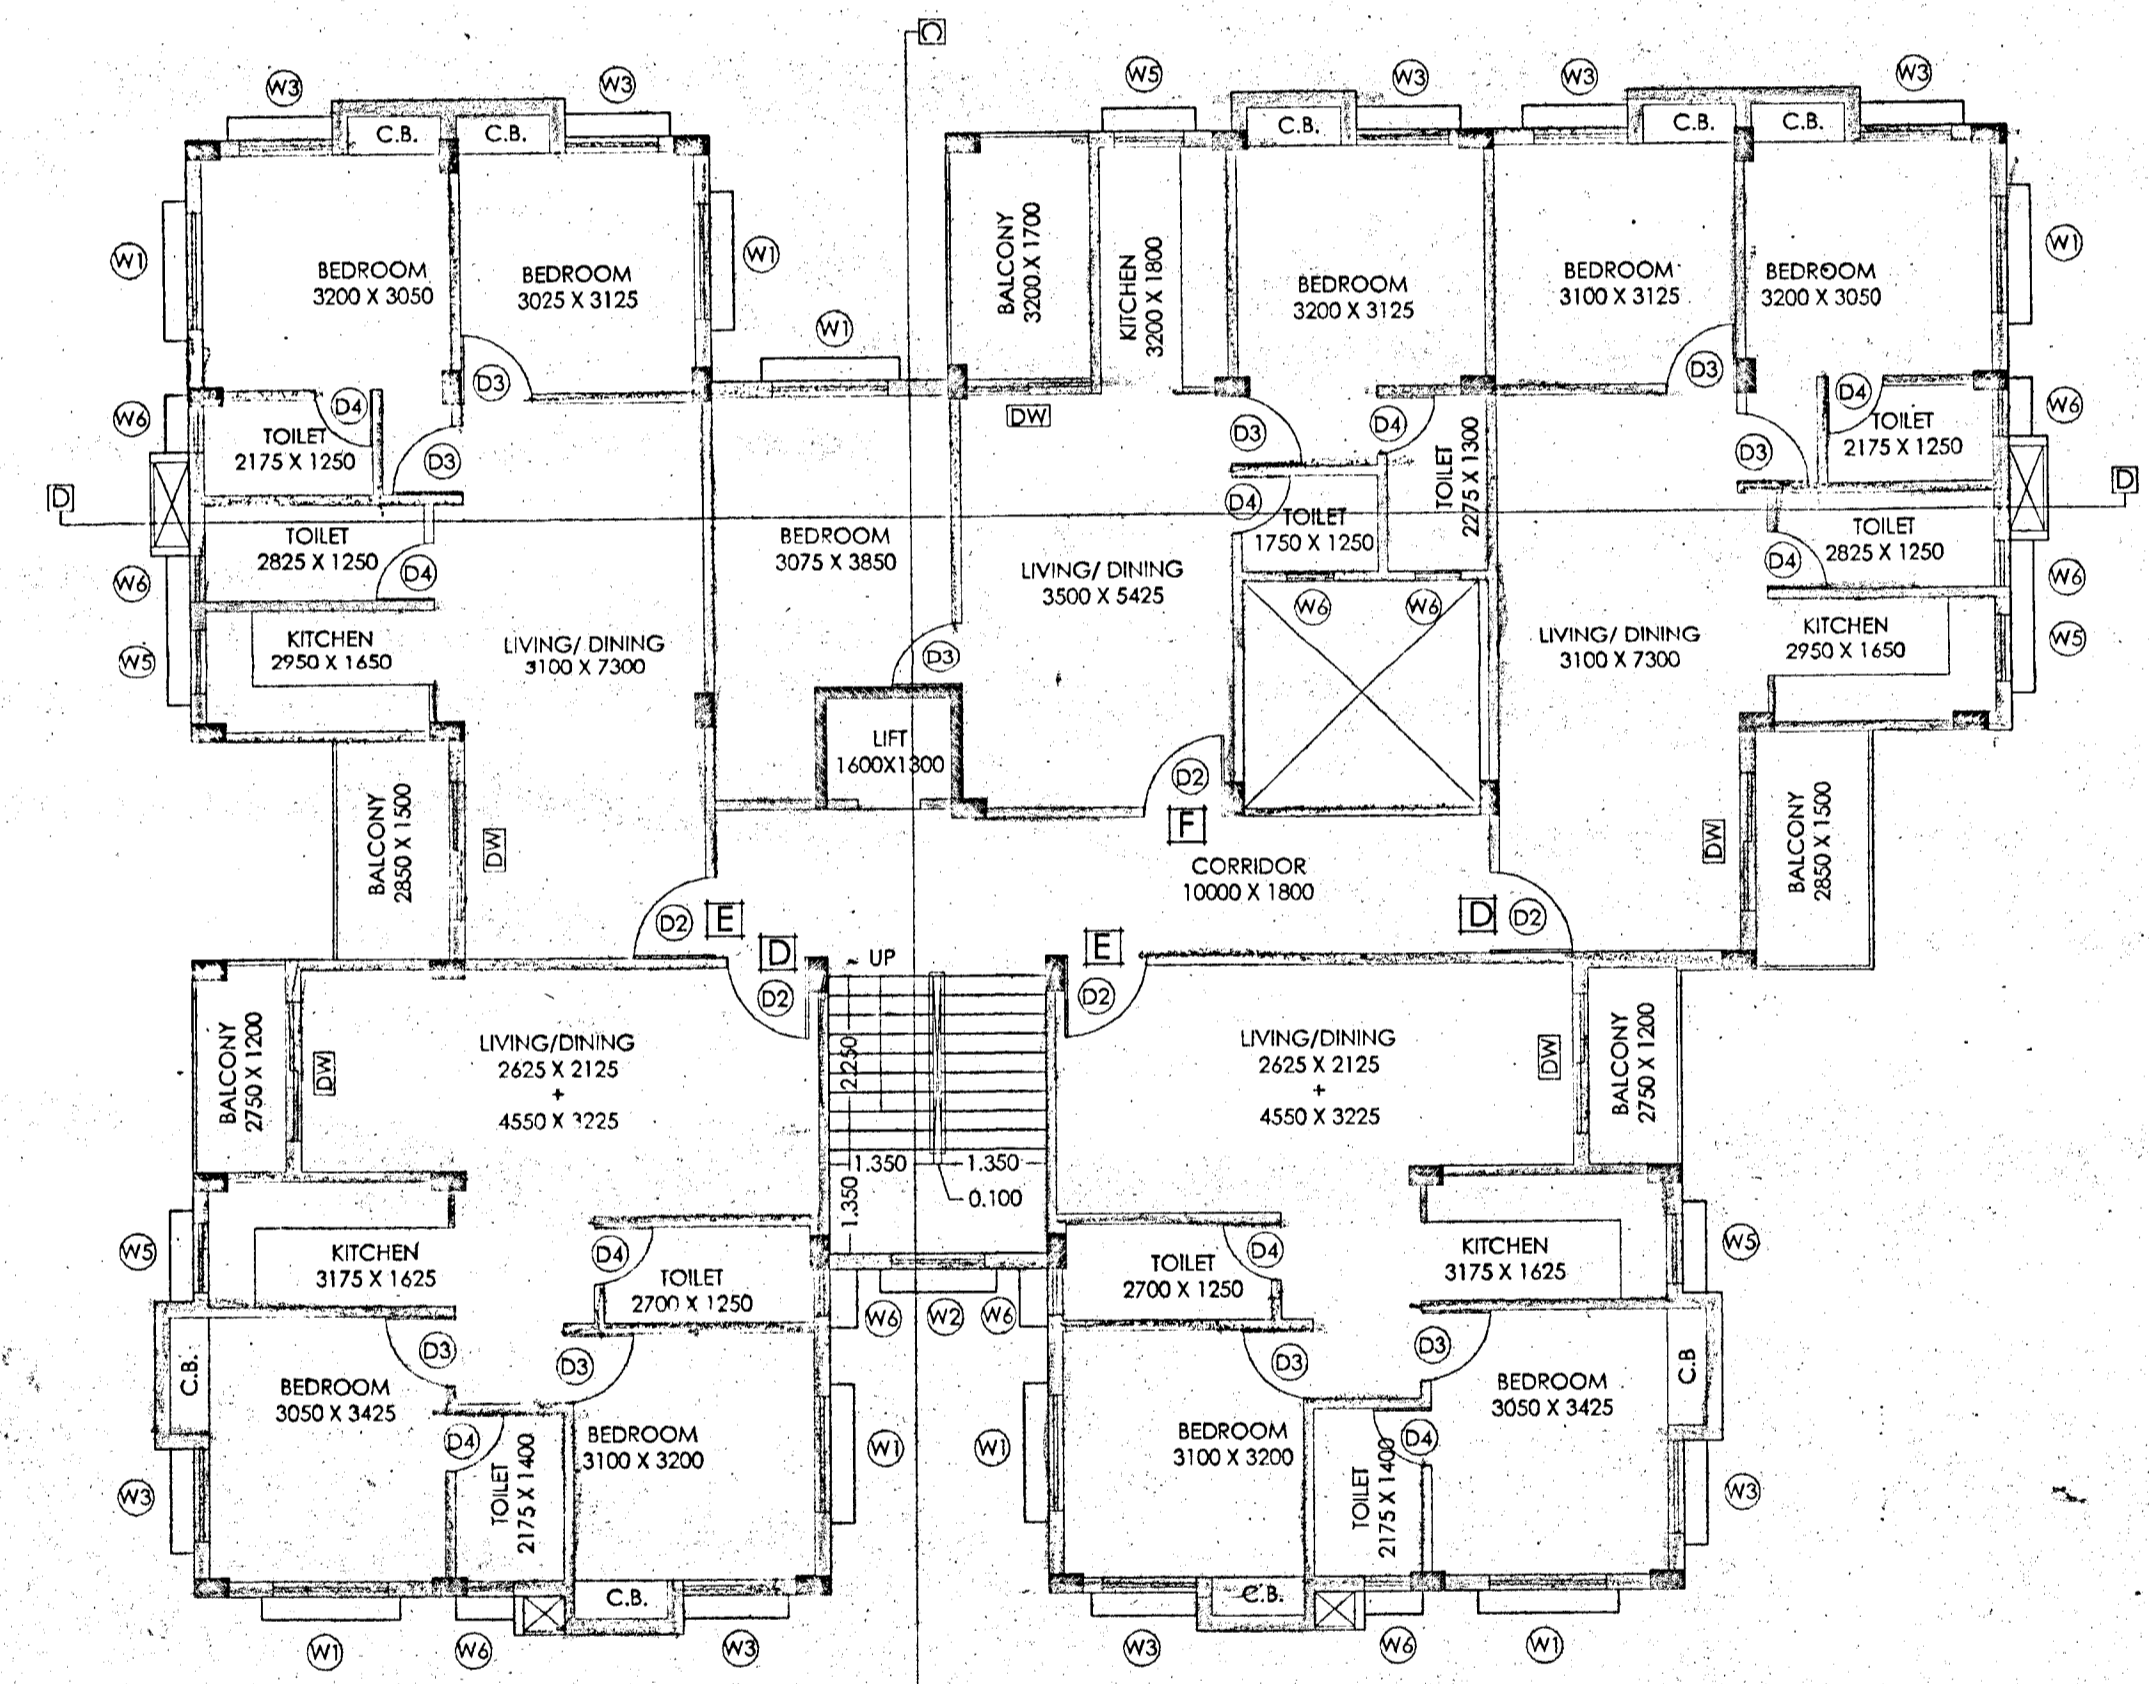 C
W3
W3
W5
W3
W3
W3
C.B.
C.B.
C.B.
C.B.
C.B.
W1
W1
W1
W1
BEDROOM
3200 X 3050
BEDROOM
3025 X 3125
BALCONY
3200 X 1700
KITCHEN
3200 X 1800
BEDROOM
3200 X 3125
BEDROOM
3100 X 3125
BEDROOM
3200 X 3050
D3
D3
W6
D4
D4
W6
DW
D3
D4
TOILET
2175 X 1250
D3
TOILET
2275 X 1300
D3
TOILET
2175 X 1250
D
D
D4
TOILET
1750 X 1250
TOILET
2825 X 1250
BEDROOM
3075 X 3850
TOILET
2825 X 1250
D4
D4
W6
LIVING/ DINING
3500 X 5425
W6
W6
W6
KITCHEN
2950 X 1650
W5
LIVING/ DINING
3100 X 7300
D3
LIVING/ DINING
3100 X 7300
KITCHEN
2950 X 1650
W5
LIFT
1600X1300
D2
F
BALCONY
2850 X 1500
DW
CORRIDOR
10000 X 1800
DW
BALCONY
2850 X 1500
D2
E
D
D2
D
UP
E
D2
D2
BALCONY
2750 X 1200
DW
LIVING/DINING
2625 X 2125
+
4550 X 3225
2.250
LIVING/DINING
2625 X 2125
+
4550 X 3225
DW
BALCONY
2750 X 1200
1.350
1.350
1.350
0.100
W5
KITCHEN
3175 X 1625
D4
TOILET
2700 X 1250
TOILET
2700 X 1250
D4
KITCHEN
3175 X 1625
W5
W6
W2
W6
C.B.
D3
D3
D3
D3
C.B
BEDROOM
3050 X 3425
BEDROOM
3050 X 3425
D4
BEDROOM
3100 X 3200
W1
W1
BEDROOM
3100 X 3200
D4
W3
TOILET
2175 X 1400
TOILET
2175 X 1400
W3
C.B.
C.B.
W1
W6
W3
W3
W6
W1